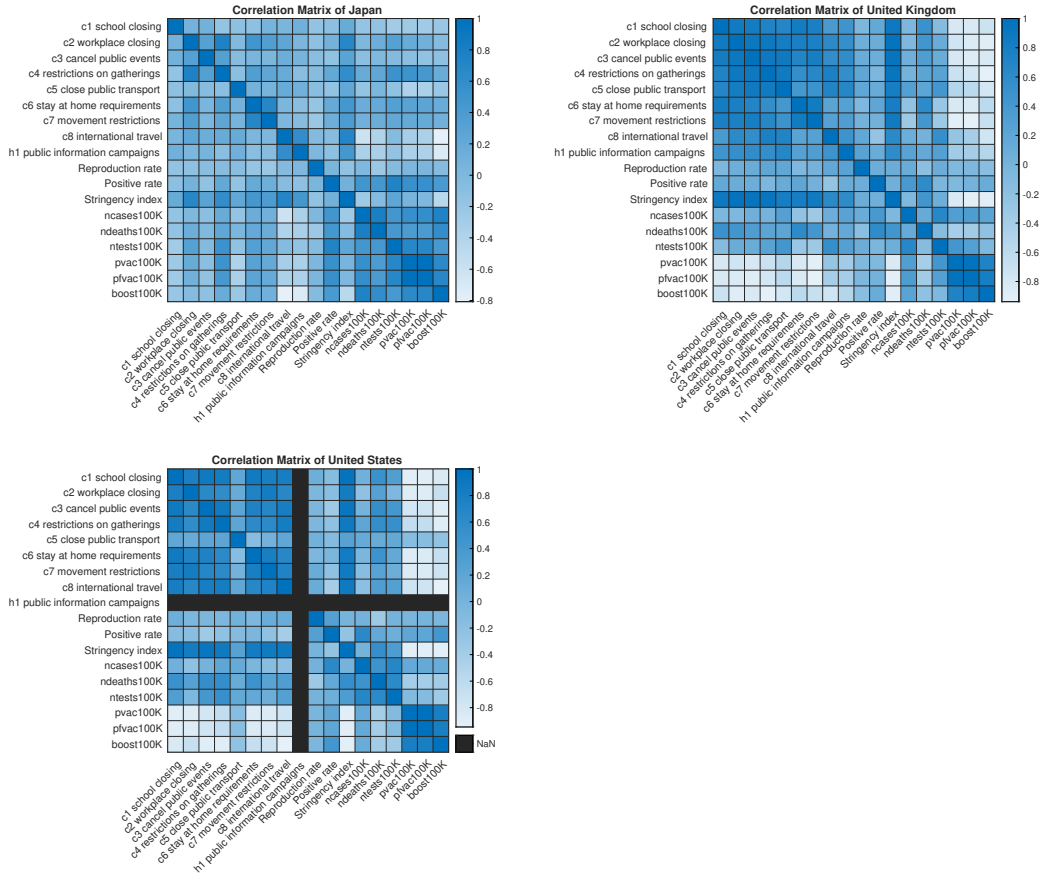 Correlation Matrix of Japan
c1 school closing
c2 workplace closing
c3 cancel public events
c4 restrictions on gatherings
c5 close public transport
c6 stay at home requirements
c7 movement restrictions
c8 international travel
h1 public information campaigns
Reproduction rate
Positive rate
Stringency index
ncases100K
ndeaths100K
ntests100K
pvac100K
pfvac100K
boost100K
c1 school closing
c2 workplace closing
c3 cancel public events
c4 restrictions on gatherings
c5 close public transport
c6 stay at home requirements
c7 movement restrictions
c8 international travel
h1 public information campaigns
Reproduction rate
Positive rate
Stringency index
ncases100K
ndeaths100K
ntests100K
pvac100K
pfvac100K
boost100K
1
0.8
0.6
0.4
0.2
0
-0.2
-0.4
-0.6
-0.8
Correlation Matrix of United Kingdom
c1 school closing
c2 workplace closing
c3 cancel public events
c4 restrictions on gatherings
c5 close public transport
c6 stay at home requirements
c7 movement restrictions
c8 international travel
h1 public information campaigns
Reproduction rate
Positive rate
Stringency index
ncases100K
ndeaths100K
ntests100K
pvac100K
pfvac100K
boost100K
c1 school closing
c2 workplace closing
c3 cancel public events
c4 restrictions on gatherings
c5 close public transport
c6 stay at home requirements
c7 movement restrictions
c8 international travel
h1 public information campaigns
Reproduction rate
Positive rate
Stringency index
ncases100K
ndeaths100K
ntests100K
pvac100K
pfvac100K
boost100K
1
0.8
0.6
0.4
0.2
0
-0.2
-0.4
-0.6
-0.8
Correlation Matrix of United States
c1 school closing
c2 workplace closing
c3 cancel public events
c4 restrictions on gatherings
c5 close public transport
c6 stay at home requirements
c7 movement restrictions
c8 international travel
h1 public information campaigns
Reproduction rate
Positive rate
Stringency index
ncases100K
ndeaths100K
ntests100K
pvac100K
pfvac100K
boost100K
c1 school closing
c2 workplace closing
c3 cancel public events
c4 restrictions on gatherings
c5 close public transport
c6 stay at home requirements
c7 movement restrictions
c8 international travel
h1 public information campaigns
Reproduction rate
Positive rate
Stringency index
ncases100K
ndeaths100K
ntests100K
pvac100K
pfvac100K
boost100K
1
0.8
0.6
0.4
0.2
0
-0.2
-0.4
-0.6
-0.8
NaN